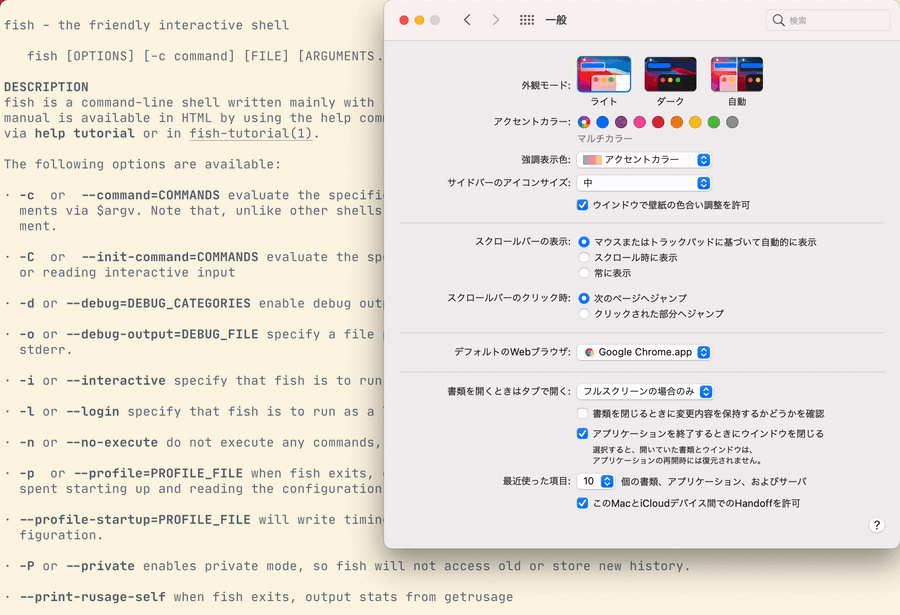 fish - the friendly interactive shell
fish [OPTIONS] [-c command] [FILE] [ARGUMENTS.
DESCRIPTION
fish is a command-line shell written mainly with
manual is available in HTML by using the help com
via help tutorial or in fish-tutorial(1).
The following options are available:
· -c  or  --command=COMMANDS evaluate the specifi
ments via $argv. Note that, unlike other shells
ment.
· -C  or  --init-command=COMMANDS evaluate the spe
or reading interactive input
· -d or --debug=DEBUG_CATEGORIES enable debug out
· -o or --debug-output=DEBUG_FILE specify a file
stderr.
· -i or --interactive specify that fish is to run
· -l or --login specify that fish is to run as a
· -n or --no-execute do not execute any commands,
· -p  or --profile=PROFILE_FILE when fish exits,
spent starting up and reading the configuration
· --profile-startup=PROFILE_FILE will write timin
figuration.
· -P or --private enables private mode, so fish will not access old or store new history.
· --print-rusage-self when fish exits, output stats from getrusage
一般
検索
外観モード:
ライト
ダーク
自動
アクセントカラー:
マルチカラー
強調表示色: アクセントカラー
サイドバーのアイコンサイズ: 中
ウインドウで壁紙の色合い調整を許可
スクロールバーの表示: マウスまたはトラックパッドに基づいて自動的に表示
スクロール時に表示
常に表示
スクロールバーのクリック時: 次のページへジャンプ
クリックされた部分へジャンプ
デフォルトのWebブラウザ: Google Chrome.app
書類を開くときはタブで開く: フルスクリーンの場合のみ
書類を閉じるときに変更内容を保持するかどうかを確認
アプリケーションを終了するときにウインドウを閉じる
選択すると、開いていた書類とウインドウは、
アプリケーションの再開時には復元されません。
最近使った項目: 10 個の書類、アプリケーション、およびサーバ
このMacとiCloudデバイス間でのHandoffを許可
?